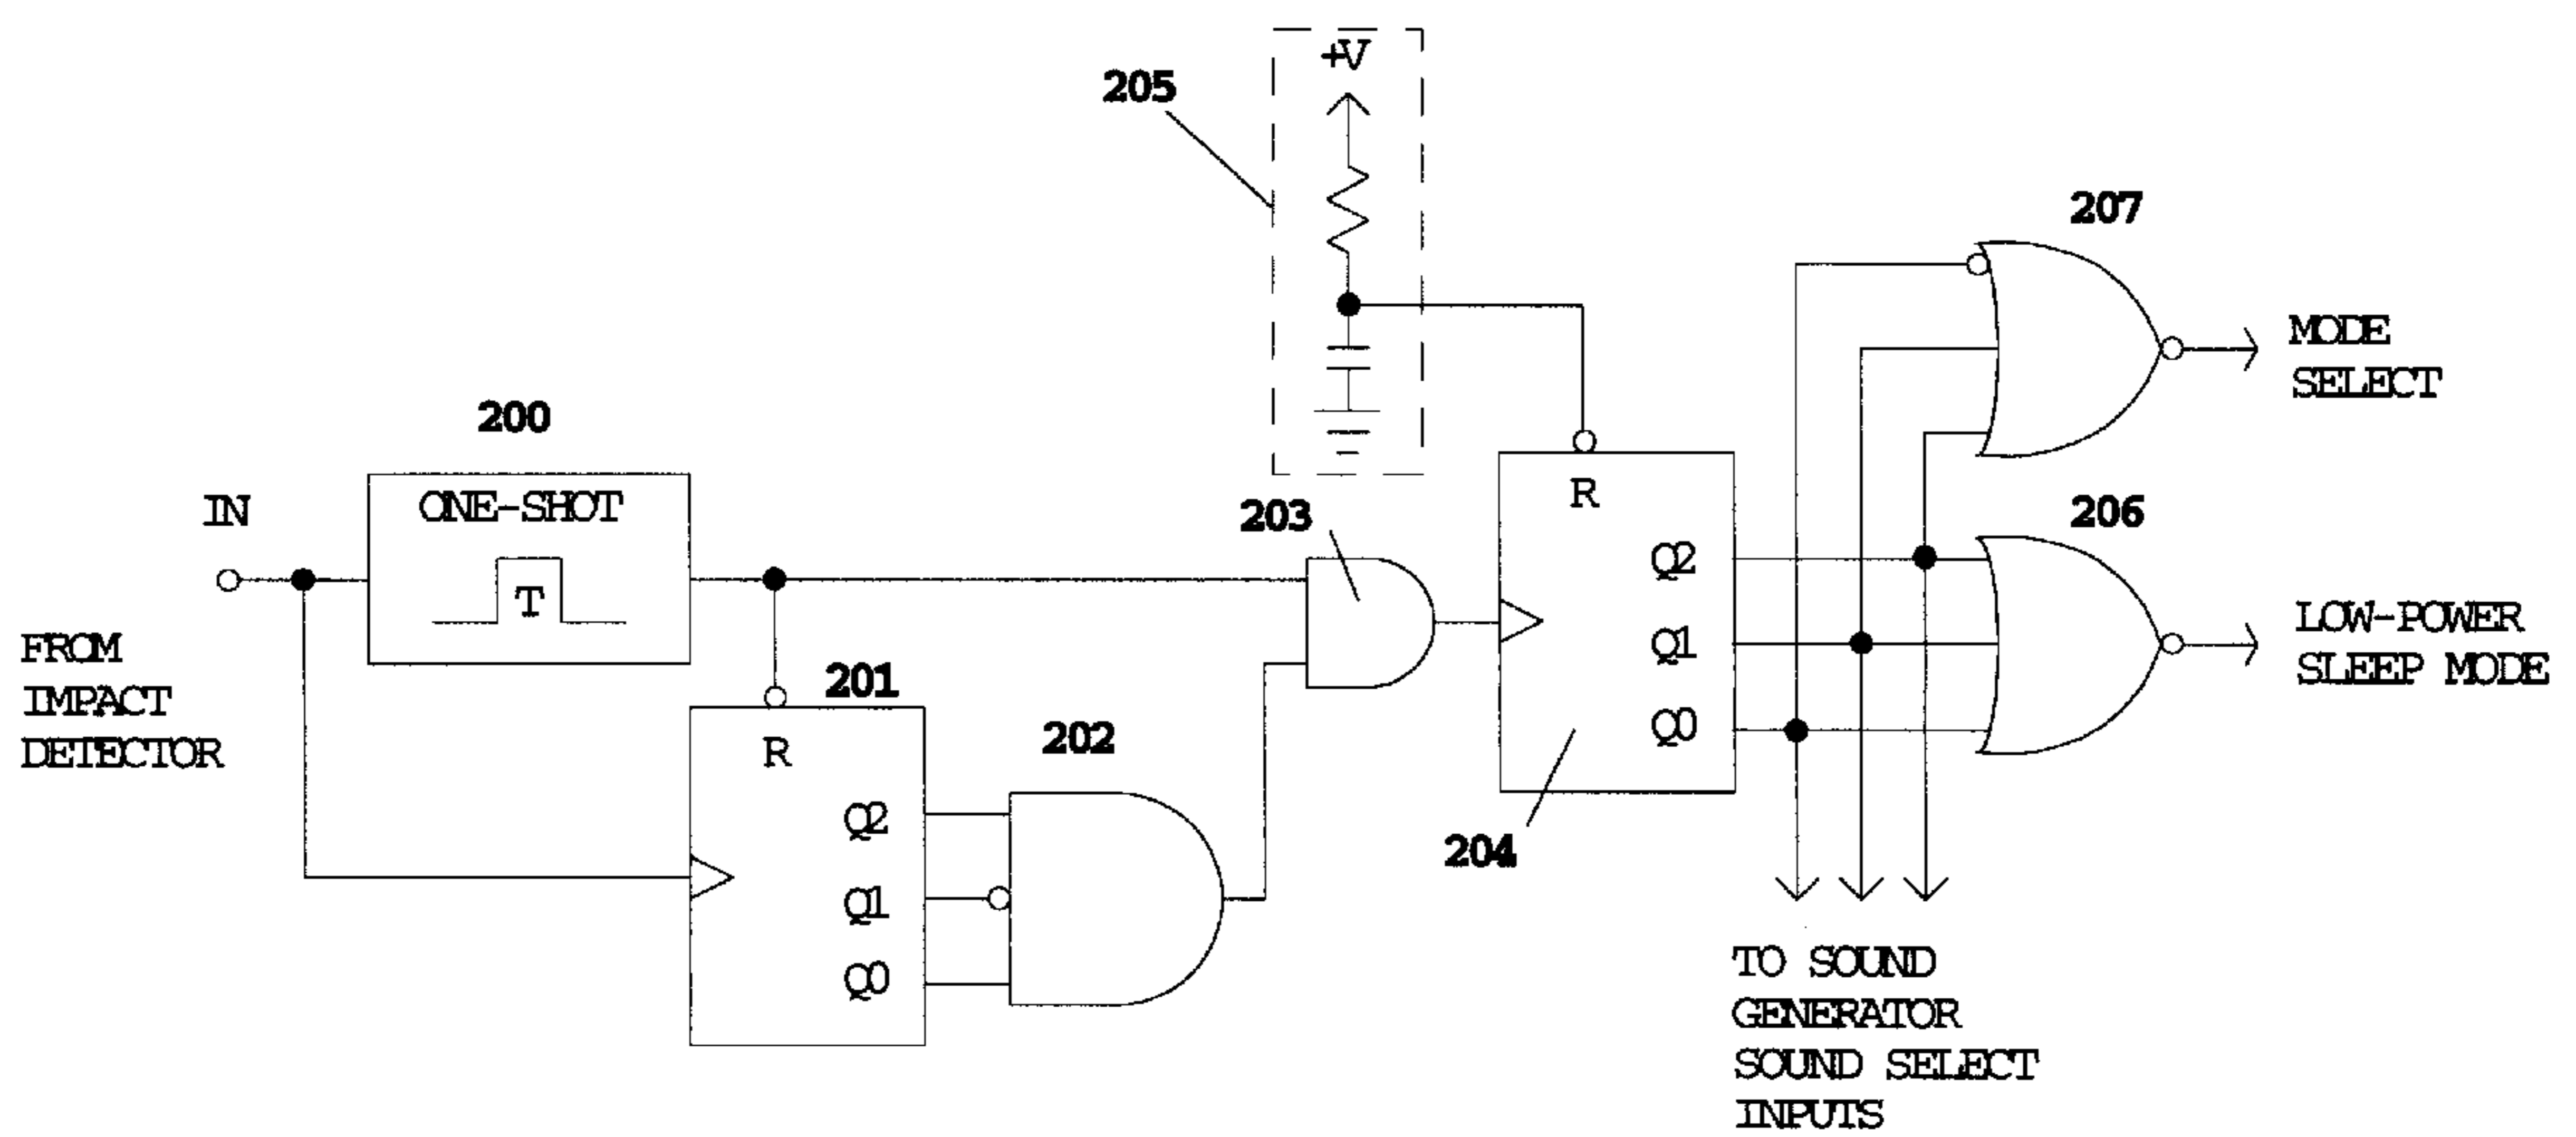 +V
205
207
MODE
SELECT
200
IN
ONE-SHOT
T
203
R
206
Q2
Q1
Q0
LOW-POWER
SLEEP MODE
FROM
IMPACT
DETECTOR
201
R
202
Q2
Q1
Q0
204
TO SOUND
GENERATOR
SOUND SELECT
INPUTS